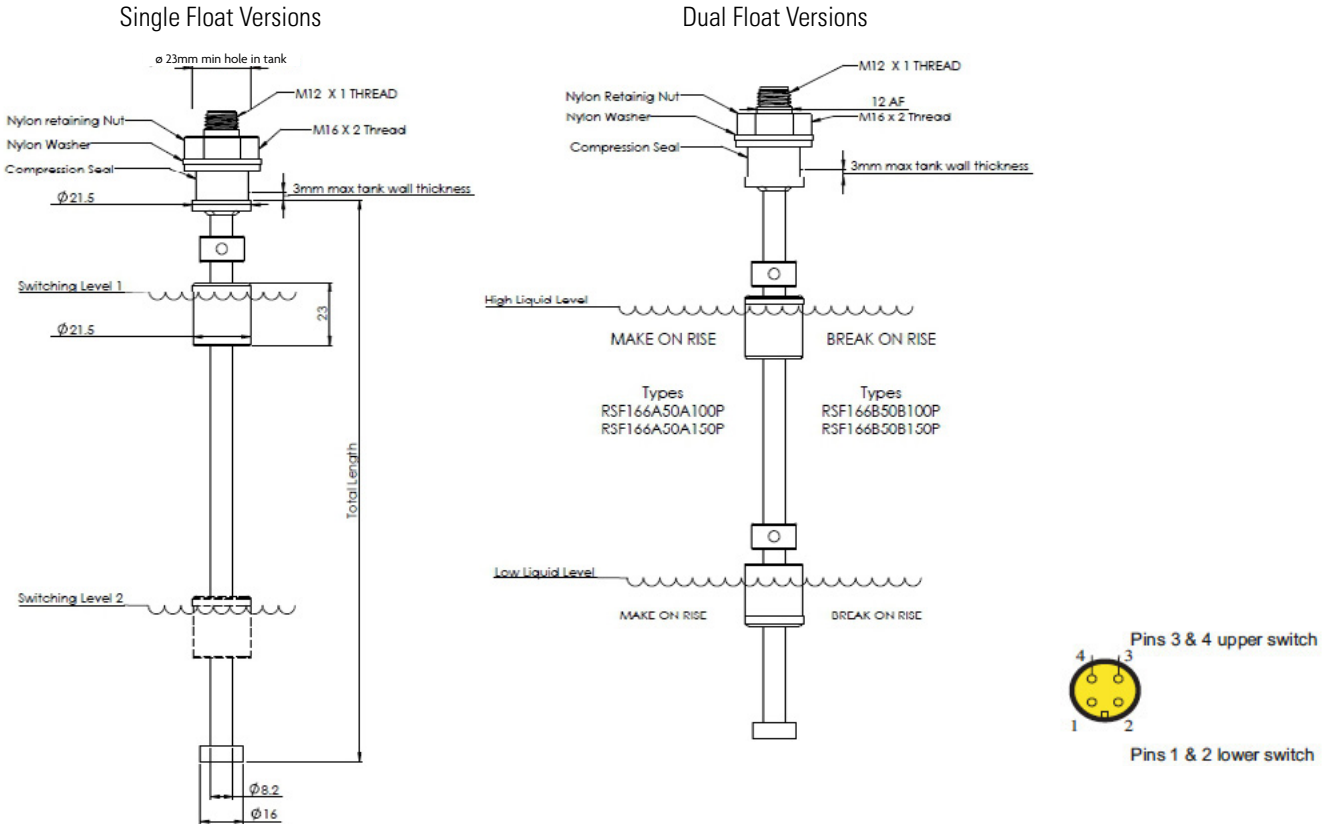 Single Float Versions
ø 23mm min hole in tank
M12 X 1 THREAD
Nylon retaining Nut
M16 X 2 Thread
Nylon Washer
Compression Seal
3mm max tank wall thickness
Ø21.5
Switching Level 1
23
Ø21.5
Total Length
Switching Level 2
Ø8.2
Ø16
Dual Float Versions
M12 X 1 THREAD
Nylon Retainig Nut
12 AF
Nylon Washer
M16 x 2 Thread
Compression Seal
3mm max tank wall thickness
High Liquid Level
MAKE ON RISE
BREAK ON RISE
Types
RSF166A50A100P
RSF166A50A150P
Types
RSF166B50B100P
RSF166B50B150P
Low Liquid Level
MAKE ON RISE
BREAK ON RISE
Pins 3 & 4 upper switch
4 3
1 2
Pins 1 & 2 lower switch